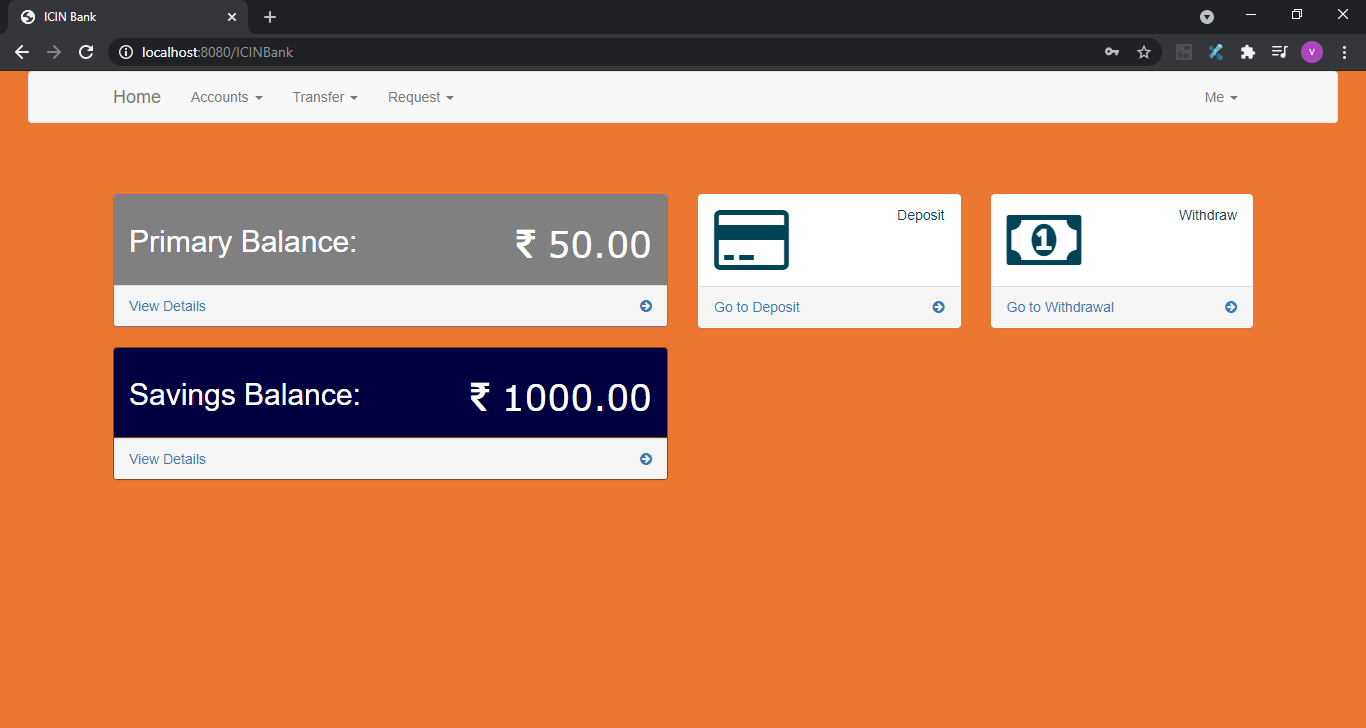 ICIN Bank
localhost:8080/ICINBank
V
Home Accounts Transfer Request Me
Primary Balance: ₹ 50.00
View Details
Deposit
Go to Deposit
1
Withdraw
Go to Withdrawal
Savings Balance: ₹ 1000.00
View Details